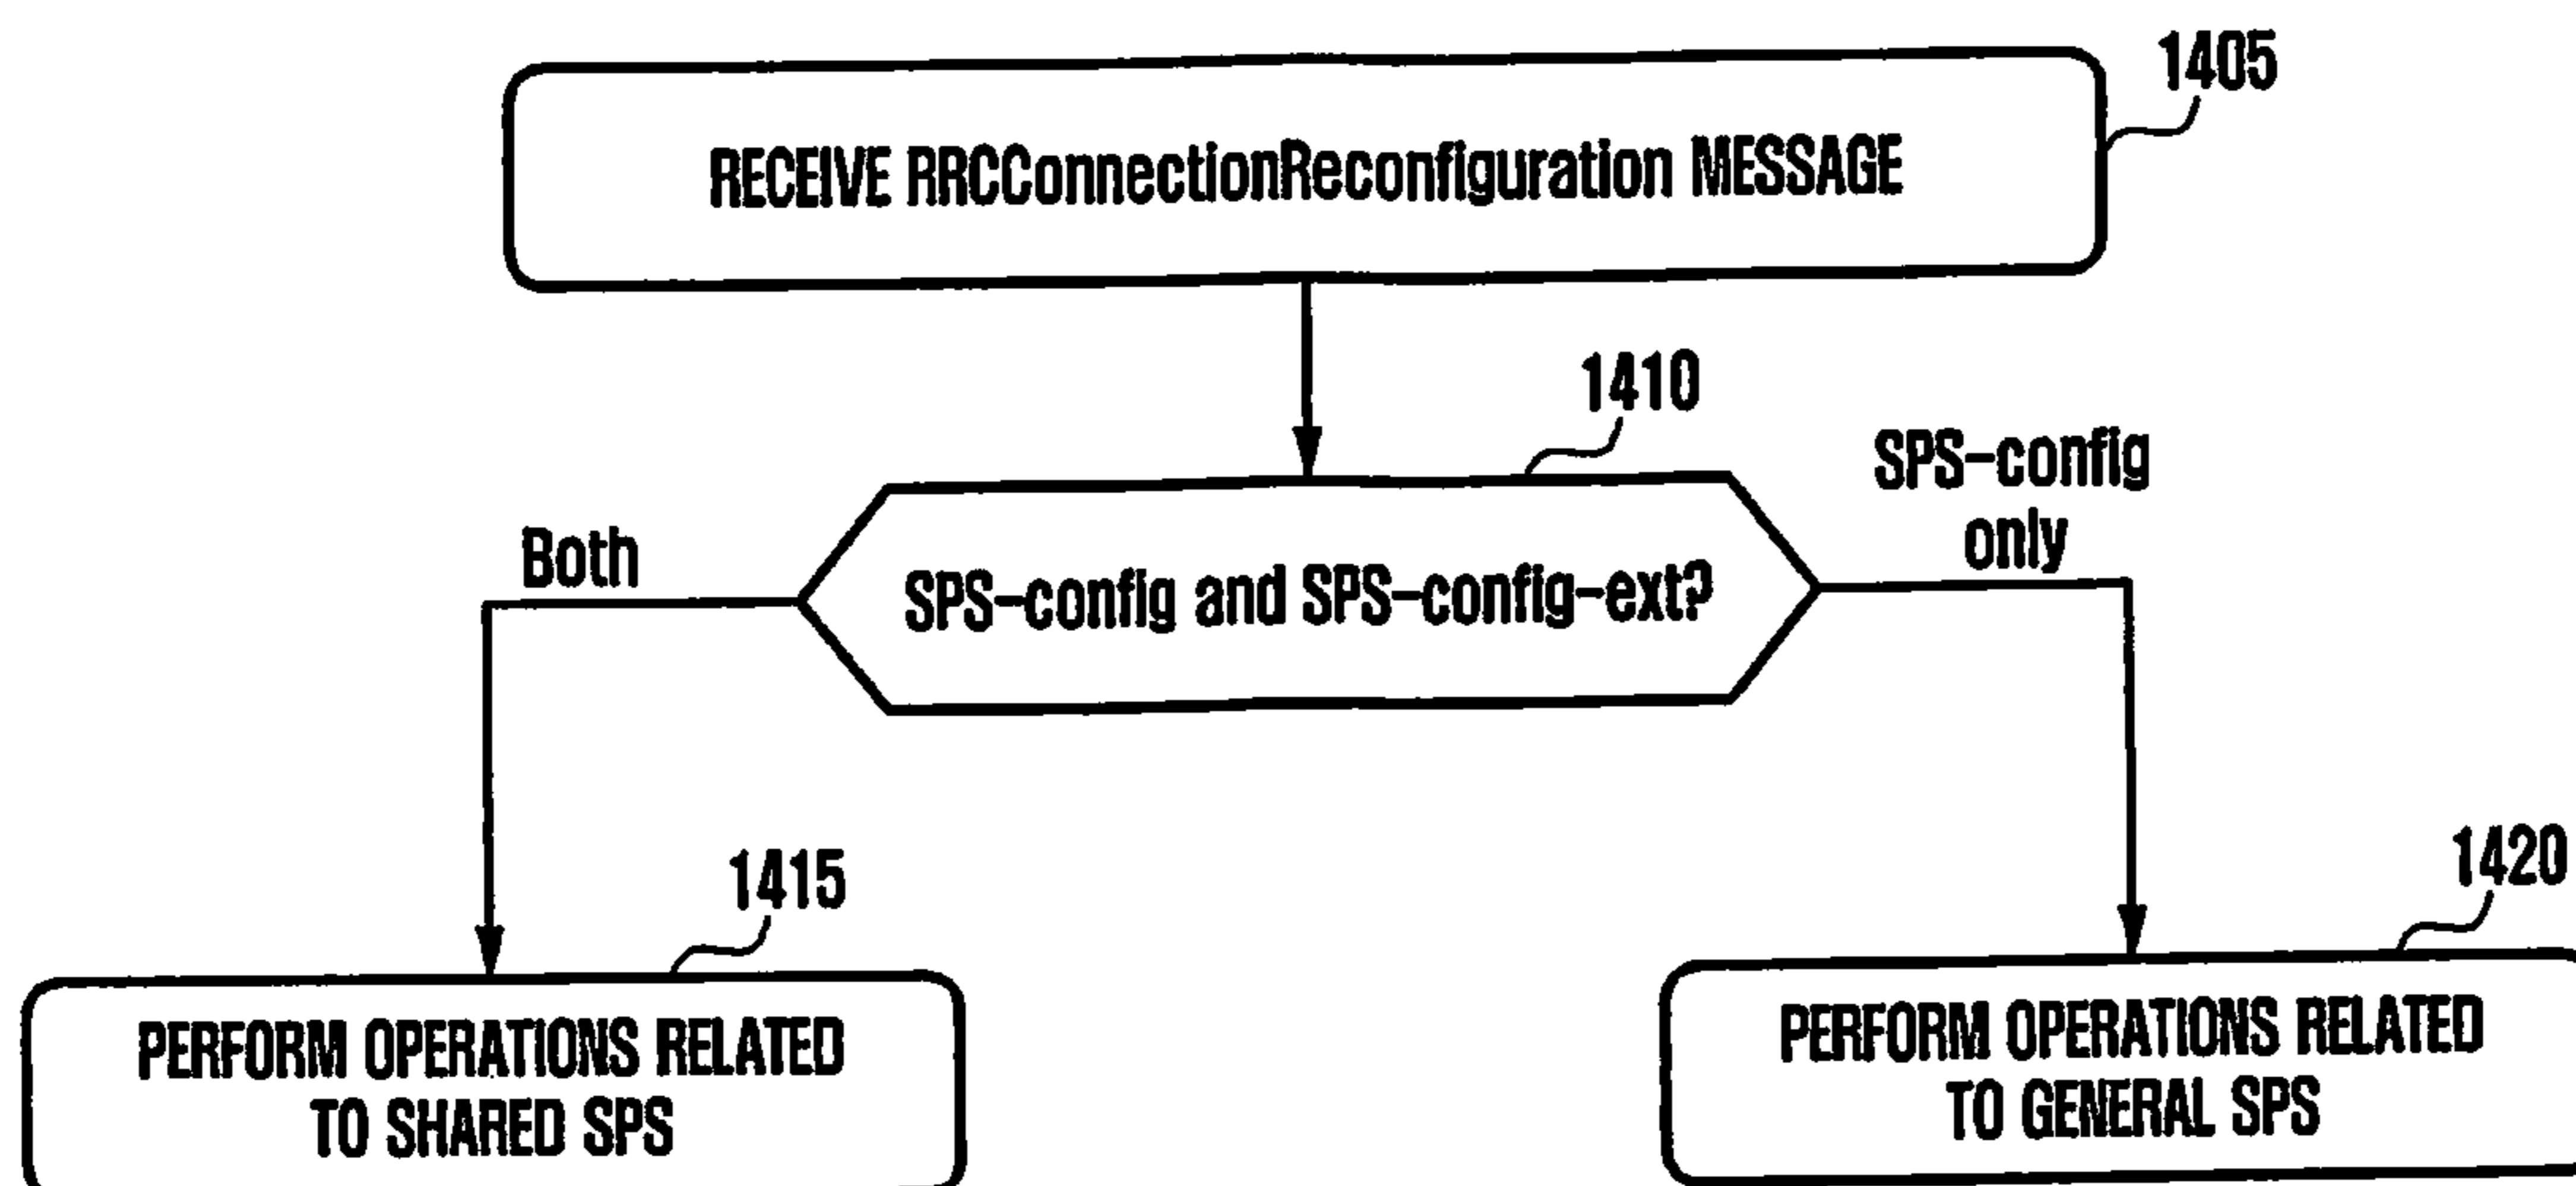 1405
RECEIVE RRCConnectionReconfiguration MESSAGE
1410
SPS-config
only
Both
SPS-config and SPS-config-ext?
1415
1420
PERFORM OPERATIONS RELATED
TO SHARED SPS
PERFORM OPERATIONS RELATED
TO GENERAL SPS